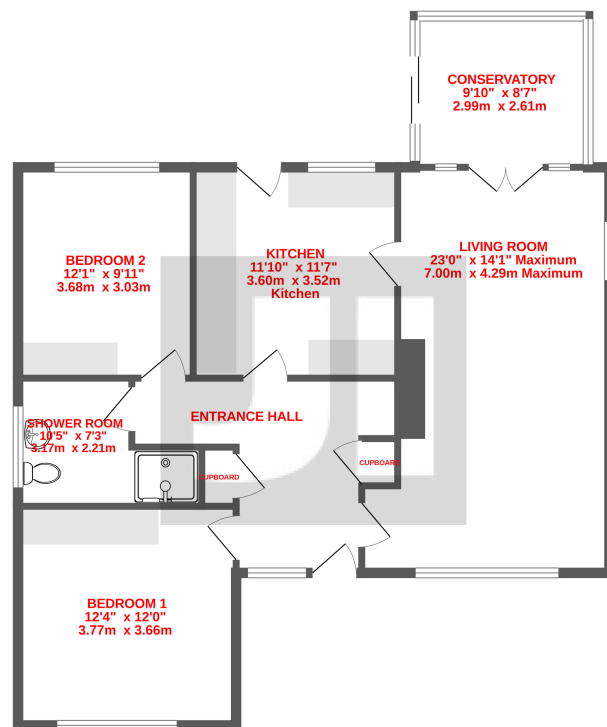 CONSERVATORY
9'10" x 8'7"
2.99m x 2.61m
BEDROOM 2
12'1" x 9'11"
3.68m x 3.03m
KITCHEN
11'10" x 11'7"
3.60m x 3.52m
Kitchen
LIVING ROOM
23'0" x 14'1" Maximum
7.00m x 4.29m Maximum
SHOWER ROOM
10'5" x 7'3"
3.17m x 2.21m
ENTRANCE HALL
CUPBOARD
CUPBOARD
BEDROOM 1
12'4" x 12'0"
3.77m x 3.66m